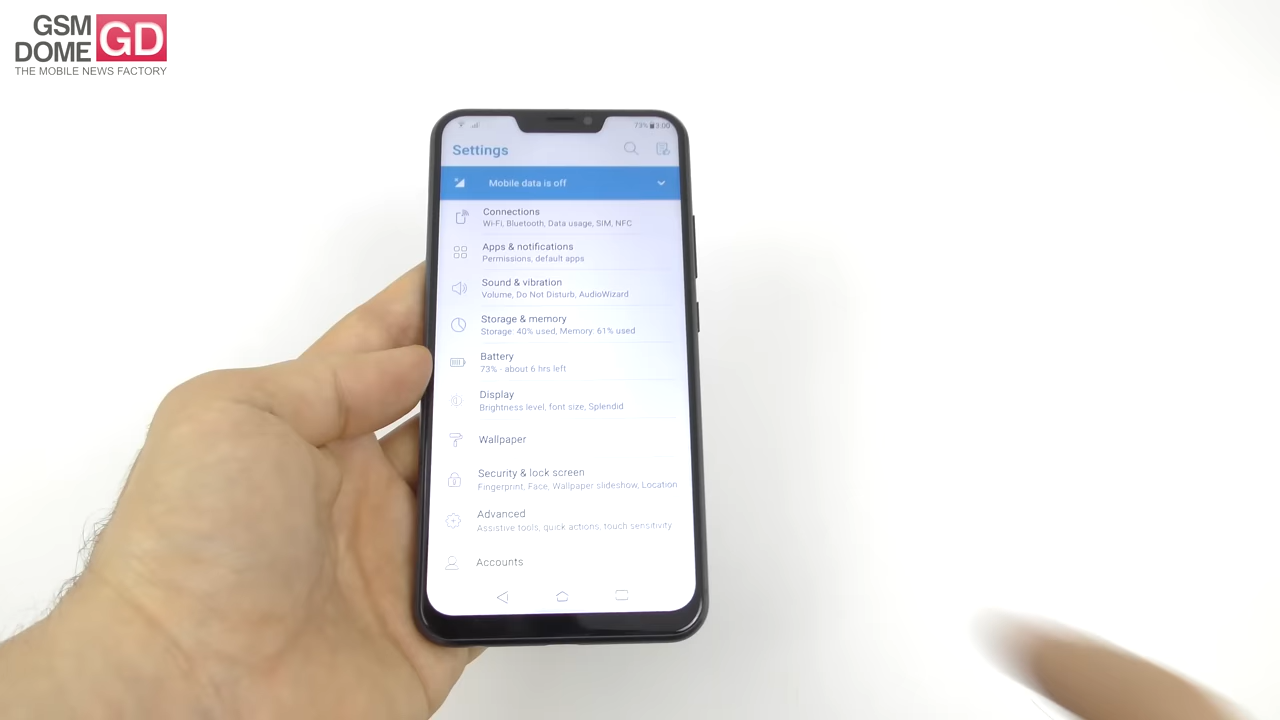 GSM
DOME GD
THE MOBILE NEWS FACTORY
73% 3:00
Settings
Mobile data is off
Connections
Wi-Fi, Bluetooth, Data usage, SIM, NFC
Apps & notifications
Permissions, default apps
Sound & vibration
Volume, Do Not Disturb, AudioWizard
Storage & memory
Storage: 40% used, Memory: 61% used
Battery
73% - about 6 hrs left
Display
Brightness level, font size, Splendid
Wallpaper
Security & lock screen
Fingerprint, Face, Wallpaper slideshow, Location
Advanced
Assistive tools, quick actions, touch sensitivity
Accounts